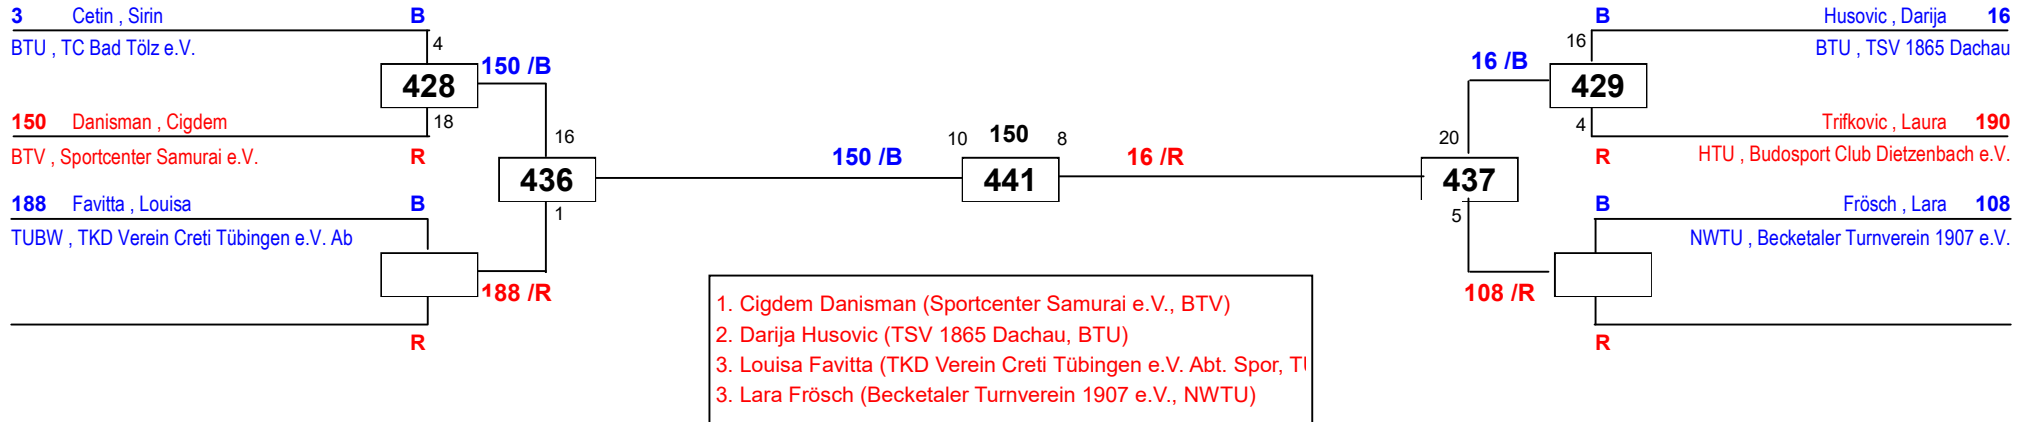 3 Cetin , Sirin B
BTU , TC Bad Tölz e.V.
4
428
150 /B
18
150 Danisman , Cigdem
BTV , Sportcenter Samurai e.V. R
188 Favitta , Louisa B
TUBW , TKD Verein Creti Tübingen e.V. Ab
188 /R
R
16
436
1
150 /B
10 150 8
441
16 /R
20
437
5
16 /B
108 /R
B Husovic , Darija 16
BTU , TSV 1865 Dachau
16
429
4
Trifkovic , Laura 190
R HTU , Budosport Club Dietzenbach e.V.
B Frösch , Lara 108
NWTU , Becketaler Turnverein 1907 e.V.
R
1. Cigdem Danisman (Sportcenter Samurai e.V., BTV)
2. Darija Husovic (TSV 1865 Dachau, BTU)
3. Louisa Favitta (TKD Verein Creti Tübingen e.V. Abt. Spor, TU
3. Lara Frösch (Becketaler Turnverein 1907 e.V., NWTU)